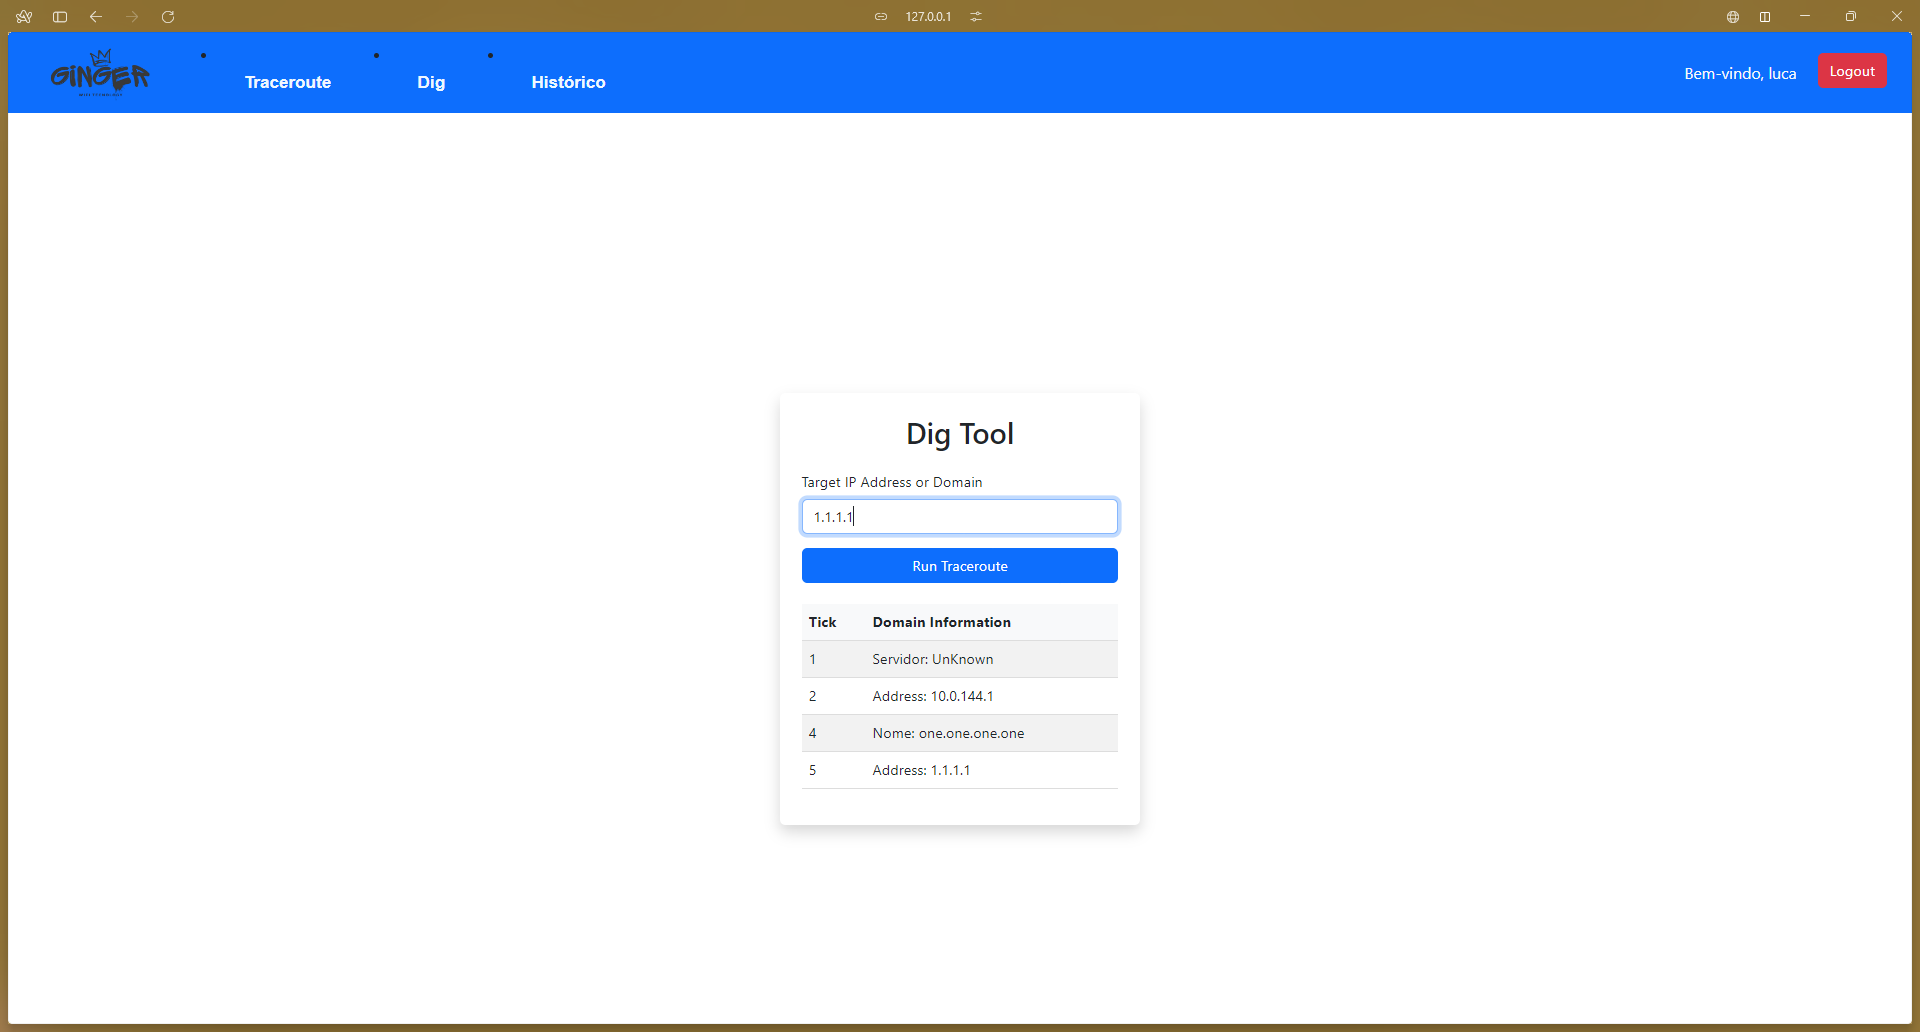 127.0.0.1
GINGER
Traceroute
Dig
Histórico
Bem-vindo, luca
Logout
Dig Tool
Target IP Address or Domain
1.1.1.1
Run Traceroute
Tick Domain Information
1 Servidor: UnKnown
2 Address: 10.0.144.1
4 Nome: one.one.one.one
5 Address: 1.1.1.1